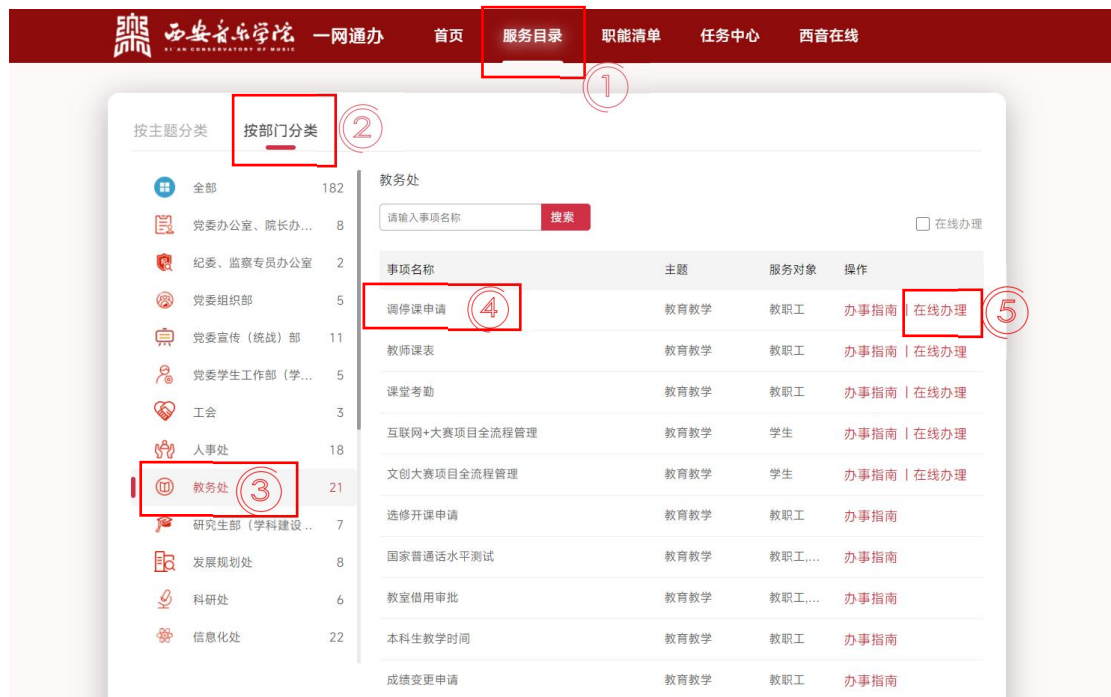 西安音乐学院 一网通办 首页 服务目录 职能清单 任务中心 西音在线
XI'AN CONSERVATORY OF MUSIC
①
按主题分类 按部门分类 ②
全部 182
党委办公室、院长办... 8
纪委、监察专员办公室 2
党委组织部 5
党委宣传（统战）部 11
党委学生工作部（学... 5
工会 3
人事处 18
教务处 ③ 21
研究生部（学科建设.. 7
发展规划处 8
科研处 6
信息化处 22
教务处
请输入事项名称 搜索
在线办理
事项名称 主题 服务对象 操作
调停课申请 ④ 教育教学 教职工 办事指南 | 在线办理 ⑤
教师课表 教育教学 教职工 办事指南 | 在线办理
课堂考勤 教育教学 教职工 办事指南 | 在线办理
互联网+大赛项目全流程管理 教育教学 学生 办事指南 | 在线办理
文创大赛项目全流程管理 教育教学 学生 办事指南 | 在线办理
选修开课申请 教育教学 教职工 办事指南
国家普通话水平测试 教育教学 教职工,... 办事指南
教室借用审批 教育教学 教职工,... 办事指南
本科生教学时间 教育教学 教职工 办事指南
成绩变更申请 教育教学 教职工 办事指南